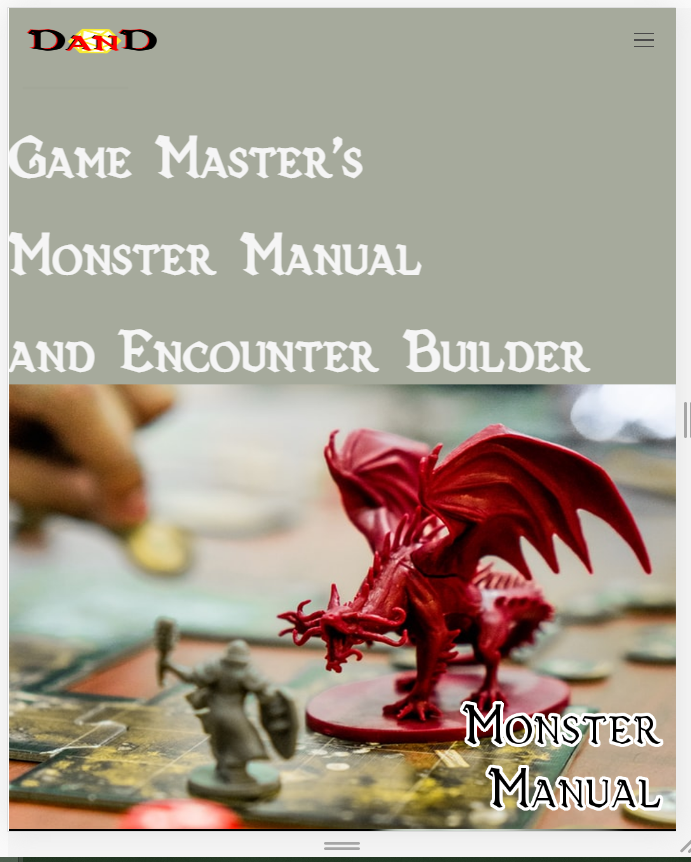 DanD
Game Master's
Monster Manual
and Encounter Builder
Monster
Manual